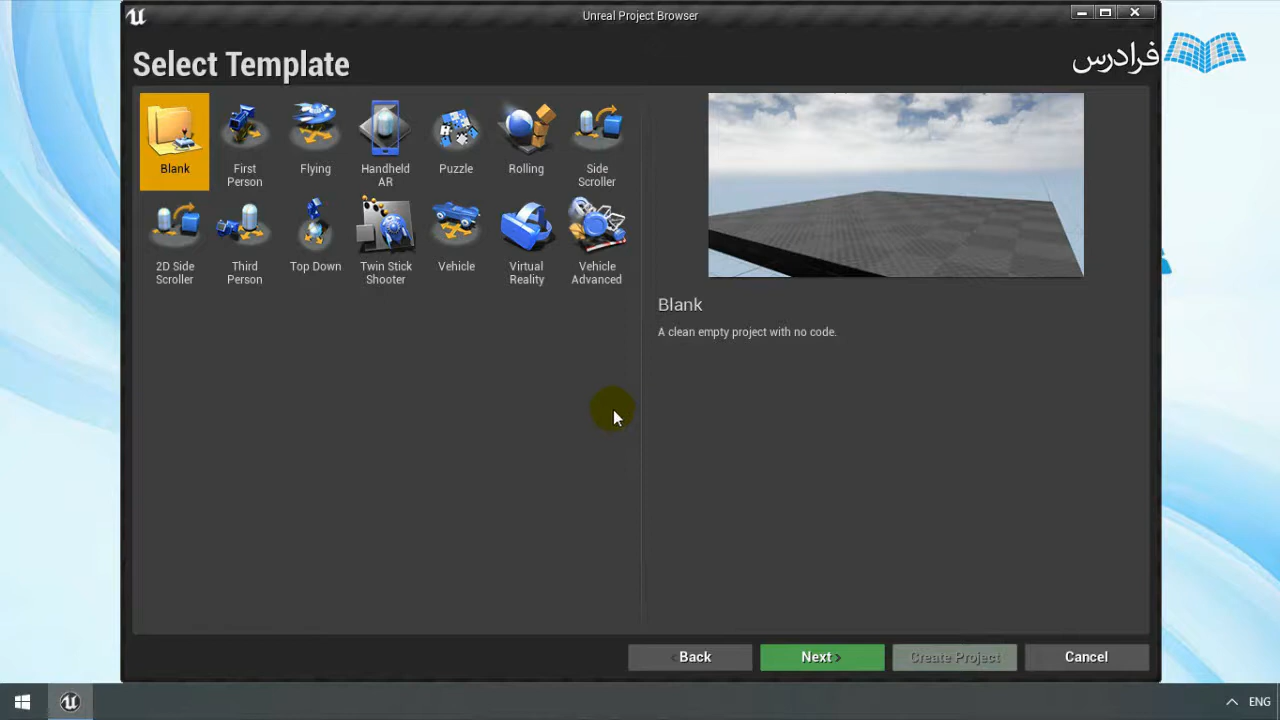 Unreal Project Browser
Select Template
فرادرس
Blank
First
Person
Flying
Handheld
AR
Puzzle
Rolling
Side
Scroller
2D Side
Scroller
Third
Person
Top Down
Twin Stick
Shooter
Vehicle
Virtual
Reality
Vehicle
Advanced
Blank
A clean empty project with no code.
< Back
Next >
Create Project
Cancel
ENG